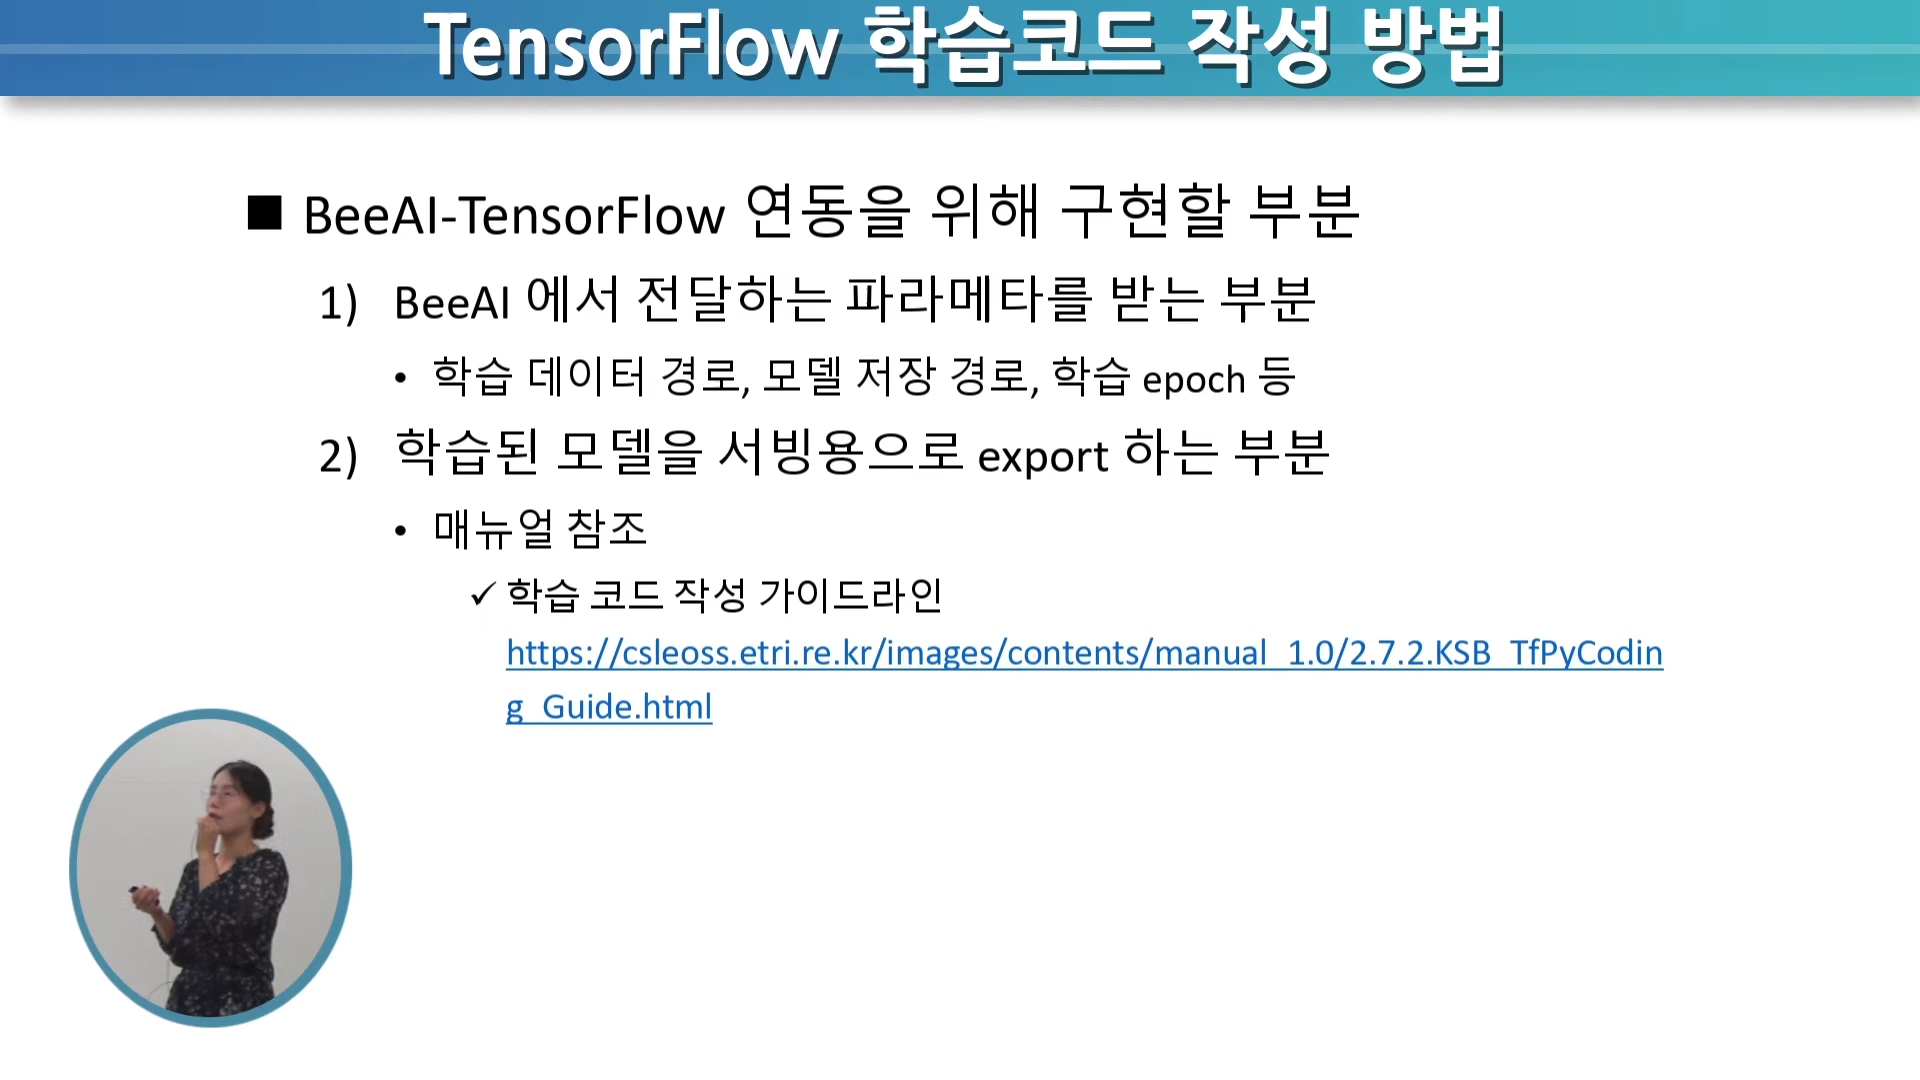 TensorFlow 학습코드 작성 방법
■ BeeAI-TensorFlow 연동을 위해 구현할 부분
1) BeeAI 에서 전달하는 파라메타를 받는 부분
• 학습 데이터 경로, 모델 저장 경로, 학습 epoch 등
2) 학습된 모델을 서빙용으로 export 하는 부분
• 매뉴얼 참조
✓ 학습 코드 작성 가이드라인
https://csleoss.etri.re.kr/images/contents/manual_1.0/2.7.2.KSB_TfPyCodin
g_Guide.html